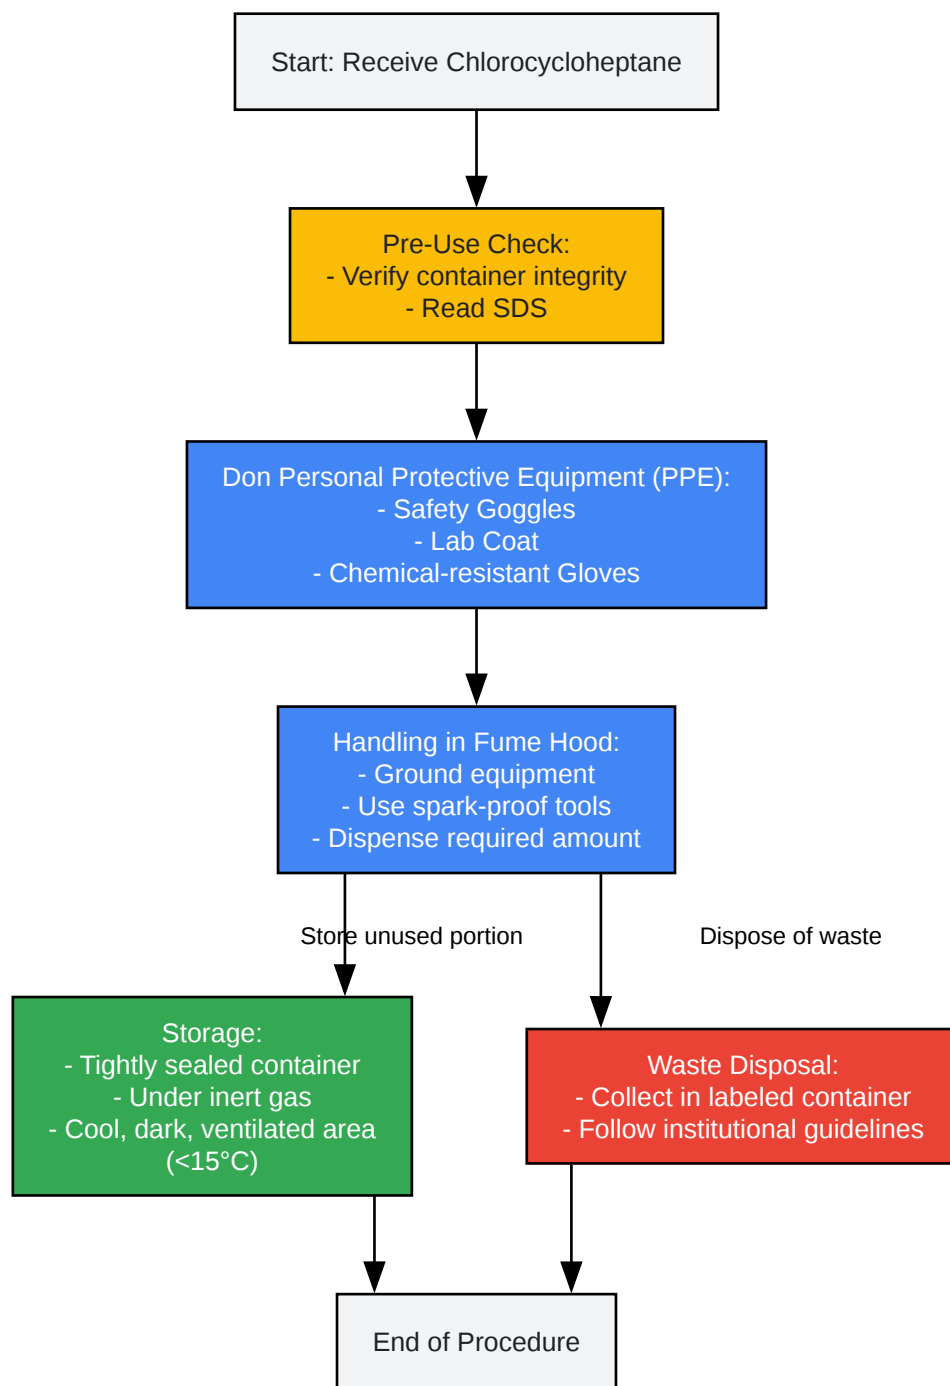 Start: Receive Chlorocycloheptane
Pre-Use Check:
- Verify container integrity
- Read SDS
Don Personal Protective Equipment (PPE):
- Safety Goggles
- Lab Coat
- Chemical-resistant Gloves
Handling in Fume Hood:
- Ground equipment
- Use spark-proof tools
- Dispense required amount
Store unused portion
Dispose of waste
Storage:
- Tightly sealed container
- Under inert gas
- Cool, dark, ventilated area
(<15°C)
Waste Disposal:
- Collect in labeled container
- Follow institutional guidelines
End of Procedure